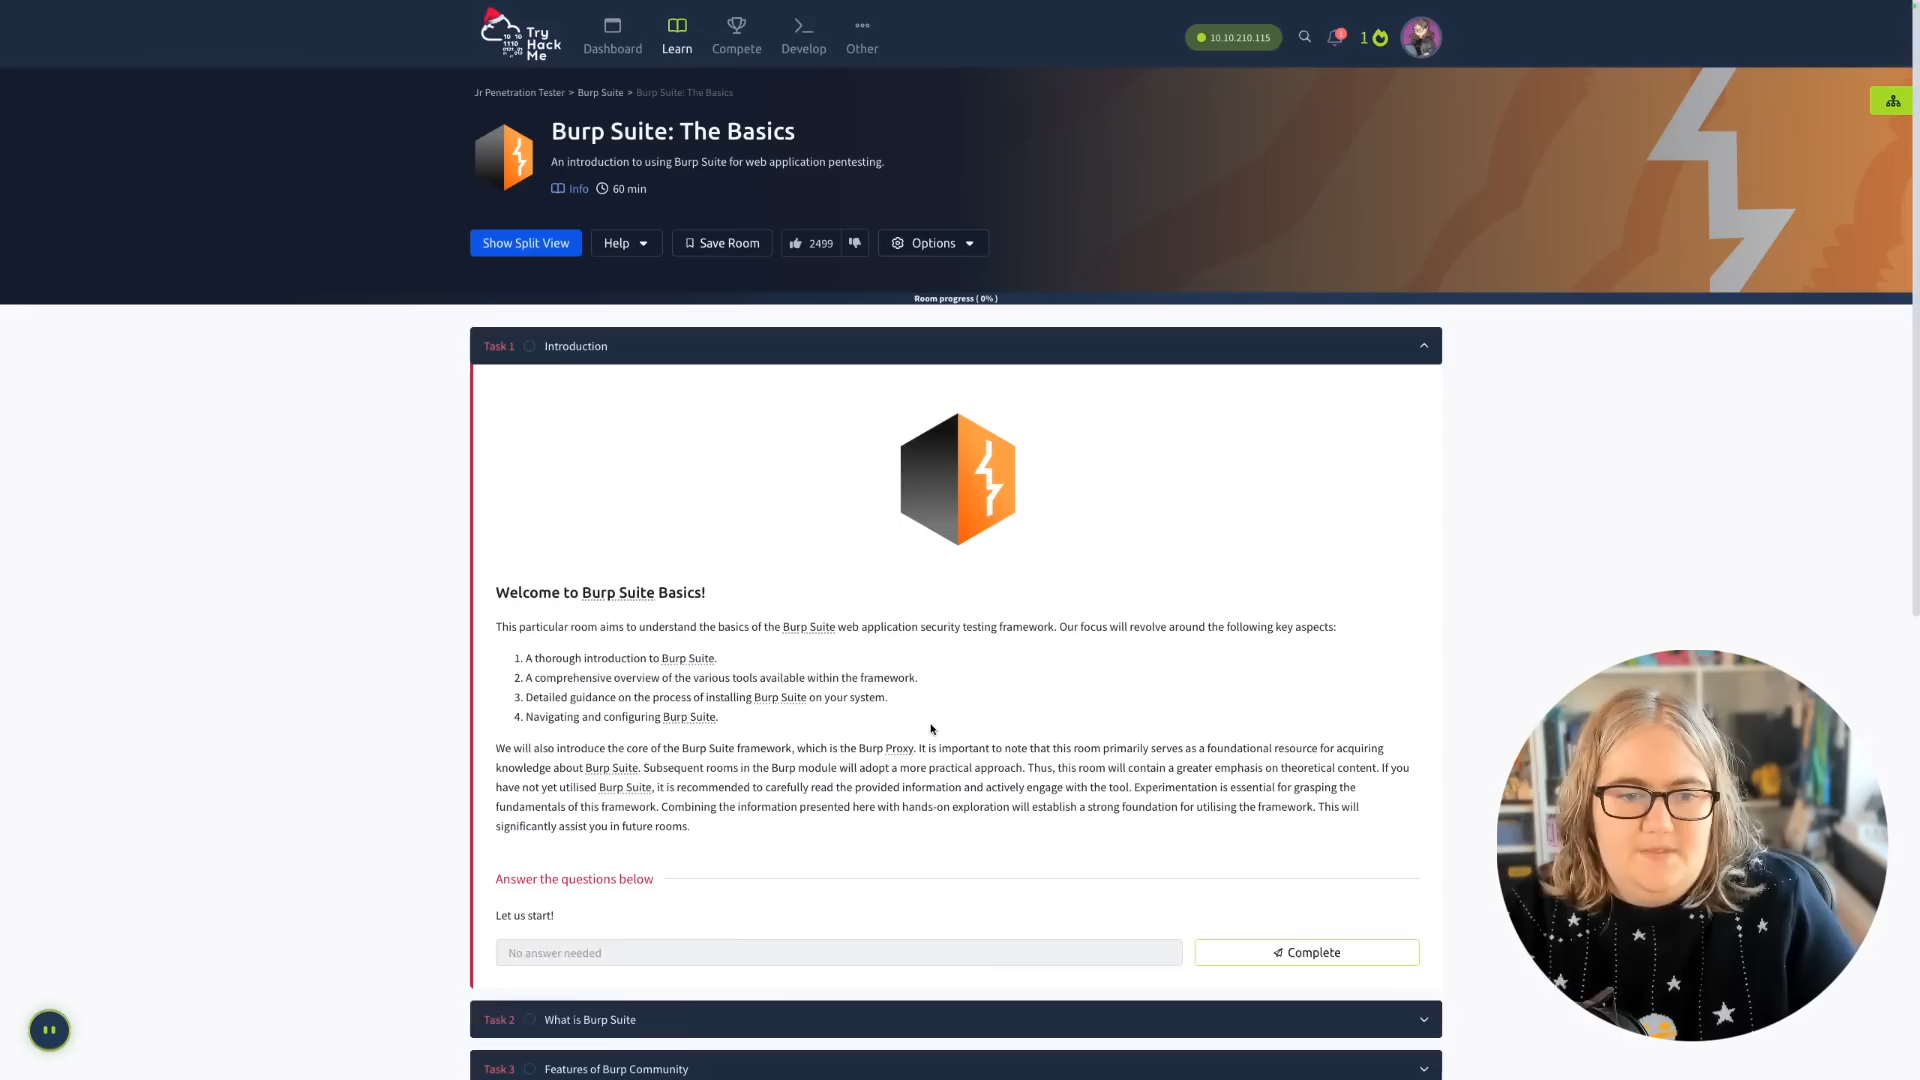 Try
Hack
Me
Dashboard
Learn
Compete
Develop
Other
10.10.210.115
1
1
Jr Penetration Tester > Burp Suite > Burp Suite: The Basics
Burp Suite: The Basics
An introduction to using Burp Suite for web application pentesting.
Info 60 min
Show Split View
Help
Save Room
2499
Options
Room progress ( 0% )
Task 1 Introduction
Welcome to Burp Suite Basics!
This particular room aims to understand the basics of the Burp Suite web application security testing framework. Our focus will revolve around the following key aspects:
1. A thorough introduction to Burp Suite.
2. A comprehensive overview of the various tools available within the framework.
3. Detailed guidance on the process of installing Burp Suite on your system.
4. Navigating and configuring Burp Suite.
We will also introduce the core of the Burp Suite framework, which is the Burp Proxy. It is important to note that this room primarily serves as a foundational resource for acquiring
knowledge about Burp Suite. Subsequent rooms in the Burp module will adopt a more practical approach. Thus, this room will contain a greater emphasis on theoretical content. If you
have not yet utilised Burp Suite, it is recommended to carefully read the provided information and actively engage with the tool. Experimentation is essential for grasping the
fundamentals of this framework. Combining the information presented here with hands-on exploration will establish a strong foundation for utilising the framework. This will
significantly assist you in future rooms.
Answer the questions below
Let us start!
No answer needed
Complete
Task 2 What is Burp Suite
Task 3 Features of Burp Community